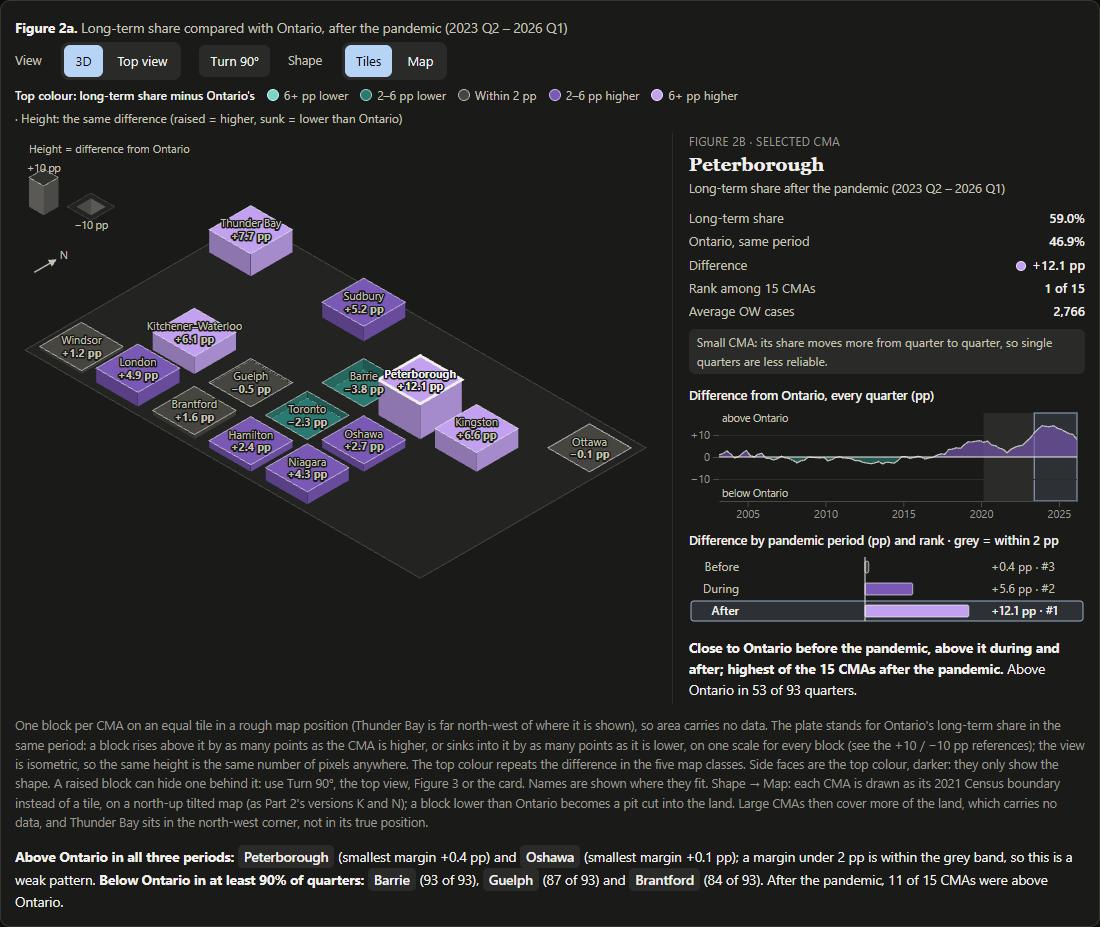 Figure 2a. Long-term share compared with Ontario, after the pandemic (2023 Q2 – 2026 Q1)
View 3D Top view Turn 90° Shape Tiles Map
Top colour: long-term share minus Ontario's 6+ pp lower 2–6 pp lower Within 2 pp 2–6 pp higher 6+ pp higher
· Height: the same difference (raised = higher, sunk = lower than Ontario)
Height = difference from Ontario
+10 pp
−10 pp
N
Thunder Bay
+7.7 pp
Sudbury
+5.2 pp
Kitchener–Waterloo
+6.1 pp
Windsor
+1.2 pp
London
+4.9 pp
Guelph
−0.5 pp
Barrie
−3.8 pp
Peterborough
+12.1 pp
Brantford
+1.6 pp
Toronto
−2.3 pp
Kingston
+6.6 pp
Hamilton
+2.4 pp
Oshawa
+2.7 pp
Ottawa
−0.1 pp
Niagara
+4.3 pp
FIGURE 2B · SELECTED CMA
Peterborough
Long-term share after the pandemic (2023 Q2 – 2026 Q1)
Long-term share 59.0%
Ontario, same period 46.9%
Difference +12.1 pp
Rank among 15 CMAs 1 of 15
Average OW cases 2,766
Small CMA: its share moves more from quarter to quarter, so single
quarters are less reliable.
Difference from Ontario, every quarter (pp)
above Ontario
+10
0
−10
below Ontario
2005 2010 2015 2020 2025
Difference by pandemic period (pp) and rank · grey = within 2 pp
Before +0.4 pp · #3
During +5.6 pp · #2
After +12.1 pp · #1
Close to Ontario before the pandemic, above it during and
after; highest of the 15 CMAs after the pandemic. Above
Ontario in 53 of 93 quarters.
One block per CMA on an equal tile in a rough map position (Thunder Bay is far north-west of where it is shown), so area carries no data. The plate stands for Ontario's long-term share in the
same period: a block rises above it by as many points as the CMA is higher, or sinks into it by as many points as it is lower, on one scale for every block (see the +10 / −10 pp references); the view
is isometric, so the same height is the same number of pixels anywhere. The top colour repeats the difference in the five map classes. Side faces are the top colour, darker: they only show the
shape. A raised block can hide one behind it: use Turn 90°, the top view, Figure 3 or the card. Names are shown where they fit. Shape → Map: each CMA is drawn as its 2021 Census boundary
instead of a tile, on a north-up tilted map (as Part 2's versions K and N); a block lower than Ontario becomes a pit cut into the land. Large CMAs then cover more of the land, which carries no
data, and Thunder Bay sits in the north-west corner, not in its true position.
Above Ontario in all three periods: Peterborough (smallest margin +0.4 pp) and Oshawa (smallest margin +0.1 pp); a margin under 2 pp is within the grey band, so this is a
weak pattern. Below Ontario in at least 90% of quarters: Barrie (93 of 93), Guelph (87 of 93) and Brantford (84 of 93). After the pandemic, 11 of 15 CMAs were above
Ontario.